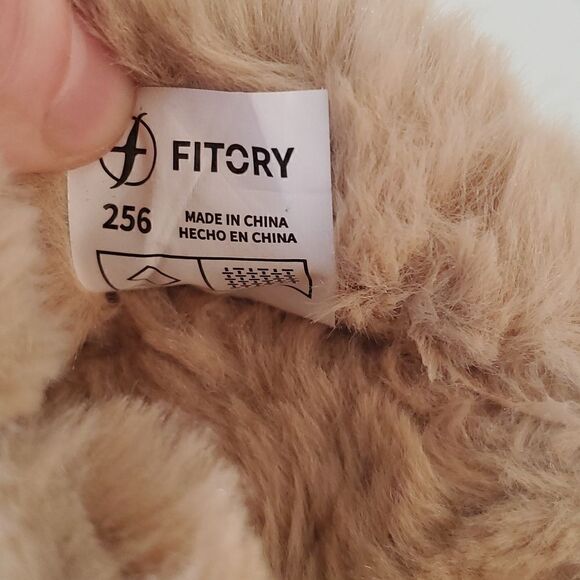 FITORY
256
MADE IN CHINA
HECHO EN CHINA